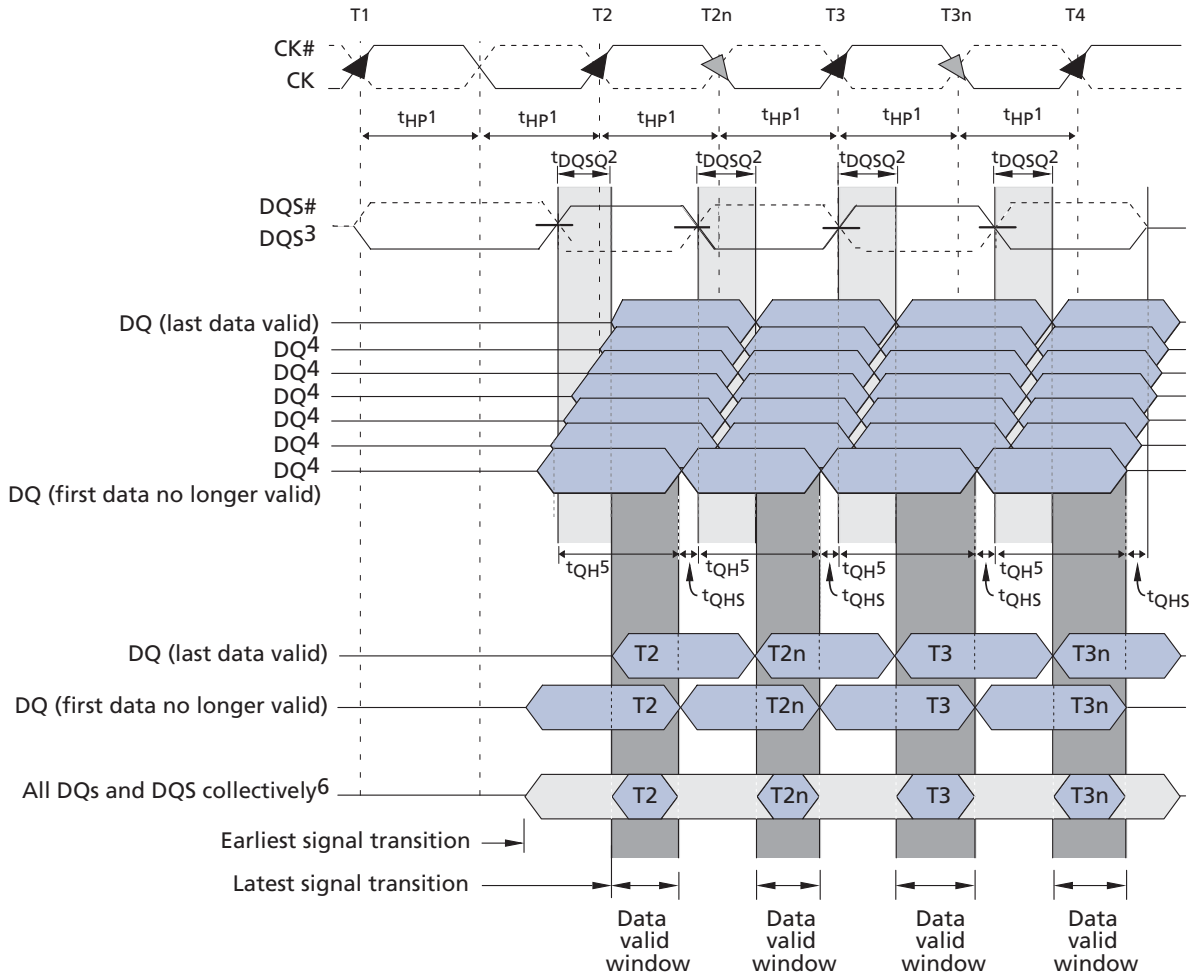 T1 T2 T2n T3 T3n T4
CK#
CK
tHP1 tHP1 tHP1 tHP1 tHP1 tHP1
tDQSQ2 tDQSQ2 tDQSQ2 tDQSQ2
DQS#
DQS3
DQ (last data valid)
DQ4
DQ4
DQ4
DQ4
DQ4
DQ4
DQ (first data no longer valid)
tQH5 tQH5 tQH5 tQH5
tQHS tQHS tQHS tQHS
DQ (last data valid) T2 T2n T3 T3n
DQ (first data no longer valid) T2 T2n T3 T3n
All DQs and DQS collectively6 T2 T2n T3 T3n
Earliest signal transition
Latest signal transition
Data Data Data Data
valid valid valid valid
window window window window